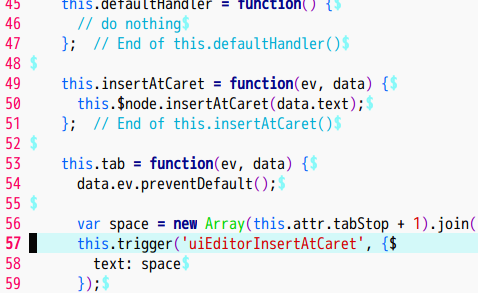 45     this.defaultHandler = function() {$
46       // do nothing$
47     };  // End of this.defaultHandler()$
48 $
49     this.insertAtCaret = function(ev, data) {$
50       this.$node.insertAtCaret(data.text);$
51     };  // End of this.insertAtCaret()$
52 $
53     this.tab = function(ev, data) {$
54       data.ev.preventDefault();$
55 $
56       var space = new Array(this.attr.tabStop + 1).join(
57       this.trigger('uiEditorInsertAtCaret', {$
58         text: space$
59       });$